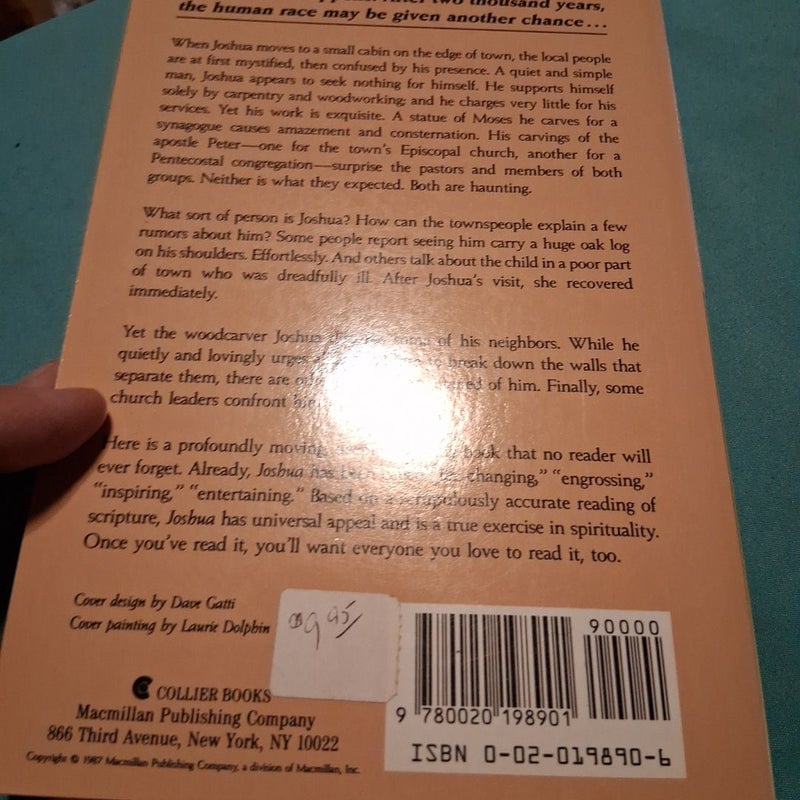 thousand years,
the human race may be given another chance...
When Joshua moves to a small cabin on the edge of town, the local people
are at first mystified, then confused by his presence. A quiet and simple
man, Joshua appears to seek nothing for himself. He supports himself
solely by carpentry and woodworking; and he charges very little for his
services. Yet his work is exquisite. A statue of Moses he carves for a
synagogue causes amazement and consternation. His carvings of the
apostle Peter—one for the town's Episcopal church, another for a
Pentecostal congregation—surprise the pastors and members of both
groups. Neither is what they expected. Both are haunting.
What sort of person is Joshua? How can the townspeople explain a few
rumors about him? Some people report seeing him carry a huge oak log
on his shoulders. Effortlessly. And others talk about the child in a poor part
of town who was dreadfully ill. After Joshua's visit, she recovered
immediately.
Yet the woodcarver Joshua of his neighbors. While he
quietly and lovingly urges break down the walls that
separate them, there are of him. Finally, some
church leaders confront
Here is a profoundly moving, book that no reader will
ever forget. Already, Joshua has changing," "engrossing,"
"inspiring," "entertaining." Based on a scrupulously accurate reading of
scripture, Joshua has universal appeal and is a true exercise in spirituality.
Once you've read it, you'll want everyone you love to read it, too.
Cover design by Dave Gatti
Cover painting by Laurie Dolphin
COLLIER BOOKS
Macmillan Publishing Company
866 Third Avenue, New York, NY 10022
Copyright © 1987 Macmillan Publishing Company, a division of Macmillan, Inc.
90000
9 780020 198901
ISBN 0-02-019890-6